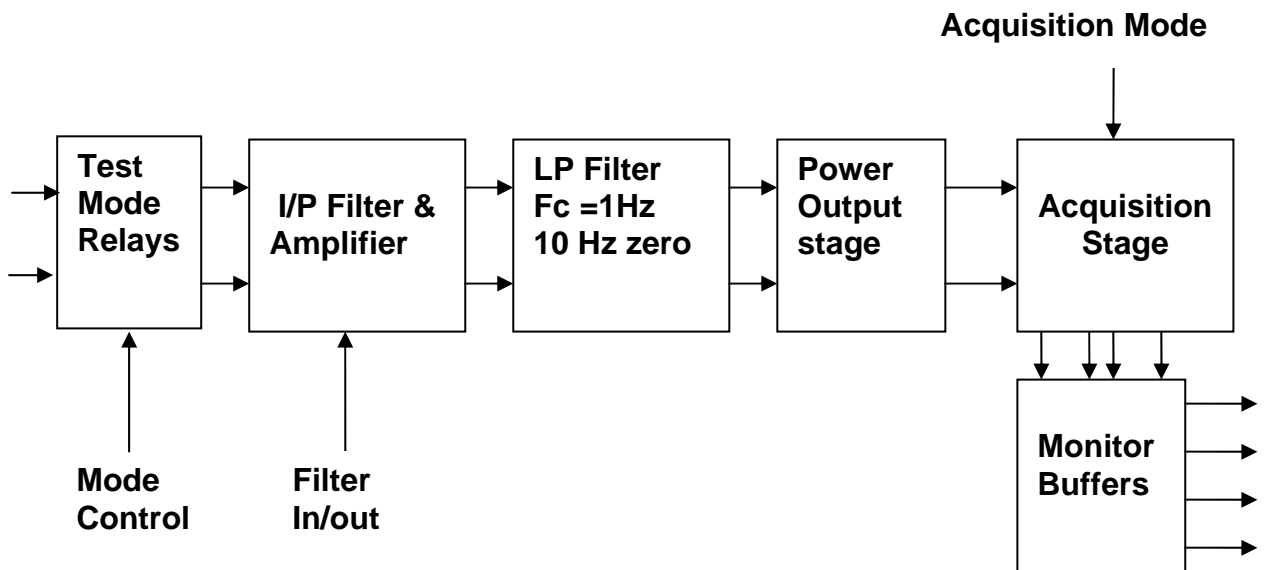 Acquisition Mode
Test
Mode
Relays
I/P Filter &
Amplifier
LP Filter
Fc =1Hz
10 Hz zero
Power
Output
stage
Acquisition
Stage
Mode
Control
Filter
In/out
Monitor
Buffers